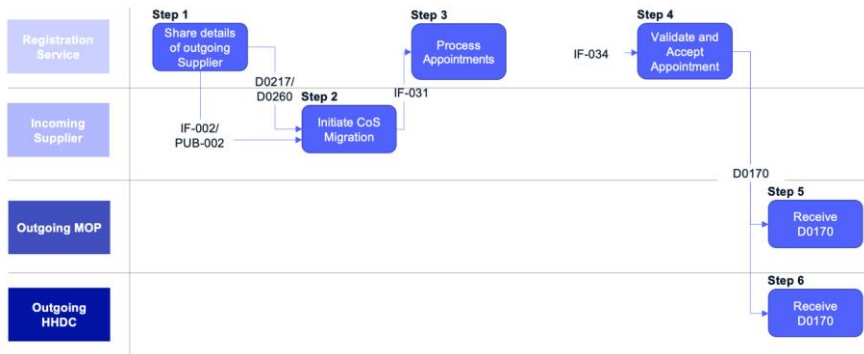 Step 1
Step 3
Step 4
Registration
Service
Share details
of outgoing
Supplier
Process
Appointments
IF-034
Validate and
Accept
Appointment
D0217/
D0260
Step 2
IF-031
Incoming
Supplier
IF-002/
PUB-002
Initiate CoS
Migration
D0170
Step 5
Outgoing MOP
Receive
D0170
Step 6
Outgoing
HHDC
Receive
D0170